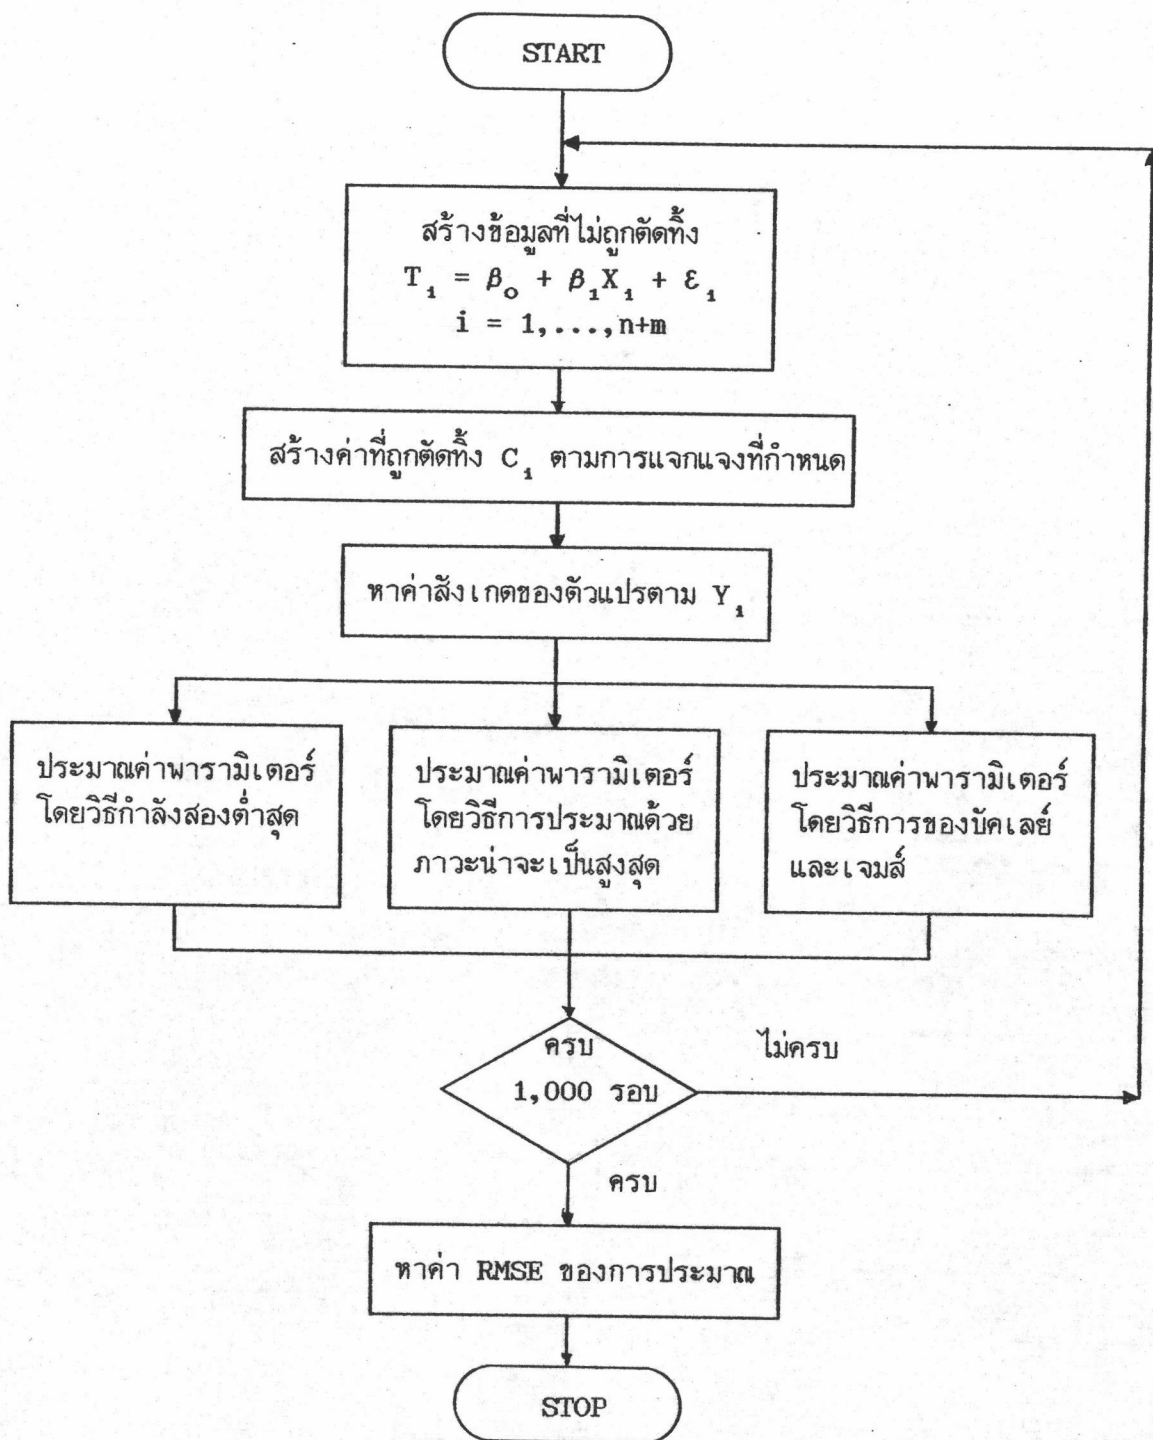 START
สร้างข้อมูลที่ไม่ถูกตัดทิ้ง
T₁ = β₀ + β₁X₁ + ε₁
i = 1,...,n+m
สร้างค่าที่ถูกตัดทิ้ง C₁ ตามการแจกแจงที่กำหนด
หาค่าสังเกตของตัวแปรตาม Y₁
ประมาณค่าพารามิเตอร์
โดยวิธีกำลังสองต่ำสุด
ประมาณค่าพารามิเตอร์
โดยวิธีการประมาณด้วย
ภาวะน่าจะเป็นสูงสุด
ประมาณค่าพารามิเตอร์
โดยวิธีการของบัคเลย์
และเจมส์
ครบ
1,000 รอบ
ไม่ครบ
ครบ
หาค่า RMSE ของการประมาณ
STOP